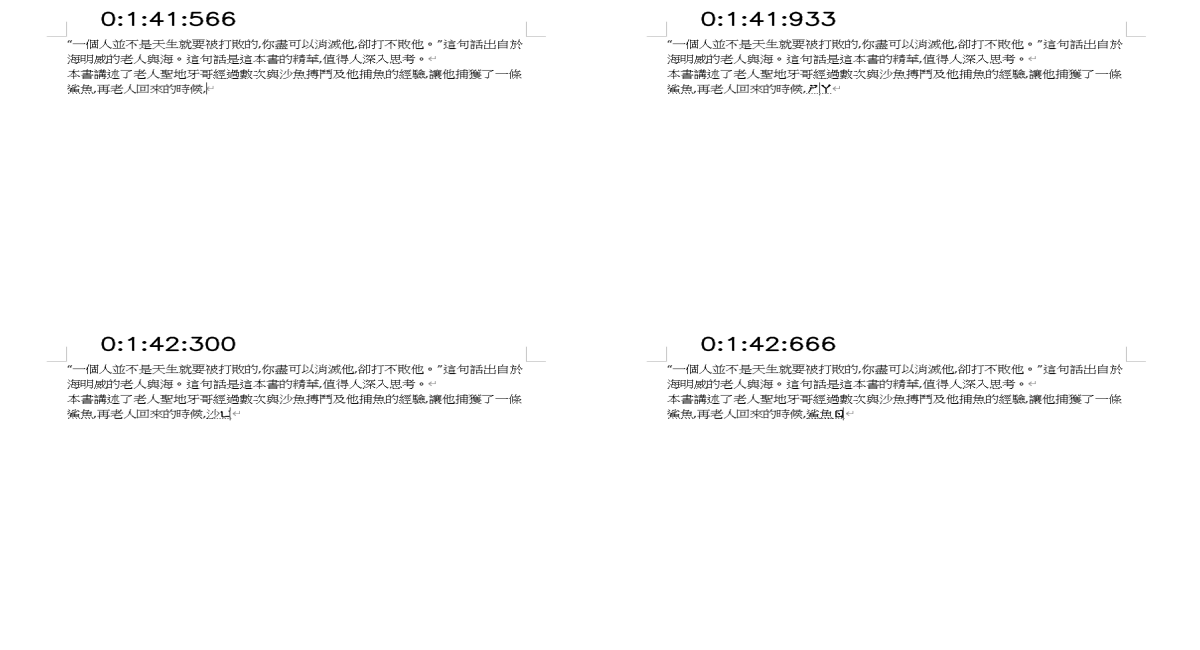 0:1:41:566
“一個人並不是天生就要被打敗的,你盡可以消滅他,卻打不敗他。”這句話出自於
海明威的老人與海。這句話是這本書的精華,值得人深入思考。
本書講述了老人聖地牙哥經過數次與沙魚搏鬥及他捕魚的經驗,讓他捕獲了一條
鯊魚,再老人回來的時候,
0:1:41:933
“一個人並不是天生就要被打敗的,你盡可以消滅他,卻打不敗他。”這句話出自於
海明威的老人與海。這句話是這本書的精華,值得人深入思考。
本書講述了老人聖地牙哥經過數次與沙魚搏鬥及他捕魚的經驗,讓他捕獲了一條
鯊魚,再老人回來的時候,ㄕㄚ
0:1:42:300
“一個人並不是天生就要被打敗的,你盡可以消滅他,卻打不敗他。”這句話出自於
海明威的老人與海。這句話是這本書的精華,值得人深入思考。
本書講述了老人聖地牙哥經過數次與沙魚搏鬥及他捕魚的經驗,讓他捕獲了一條
鯊魚,再老人回來的時候,沙ㄩ
0:1:42:666
“一個人並不是天生就要被打敗的,你盡可以消滅他,卻打不敗他。”這句話出自於
海明威的老人與海。這句話是這本書的精華,值得人深入思考。
本書講述了老人聖地牙哥經過數次與沙魚搏鬥及他捕魚的經驗,讓他捕獲了一條
鯊魚,再老人回來的時候,鯊魚